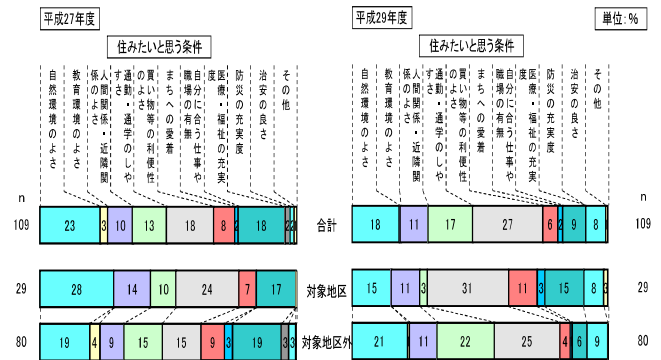 平成27年度
平成29年度
単位：％
住みたいと思う条件
住みたいと思う条件
自然環境のよさ
教育環境のよさ
人間関係・近隣関係のよさ
通勤・通学のしやすさ
買い物等の利便性のよさ
まちへの愛着
自分に合う仕事や職場の有無
医療・福祉の充実度
防災の充実度
治安の良さ
その他
自然環境のよさ
教育環境のよさ
人間関係・近隣関係のよさ
通勤・通学のしやすさ
買い物等の利便性のよさ
まちへの愛着
自分に合う仕事や職場の有無
医療・福祉の充実度
防災の充実度
治安の良さ
その他
n
n
109 23 3 10 13 18 8 2 18 2 合計 18 11 17 27 6 2 9 8 109
29 28 14 10 24 7 17 対象地区 15 11 3 31 11 3 15 8 3 29
80 19 4 9 15 15 9 3 19 3 3 対象地区外 21 11 22 25 4 6 9 80